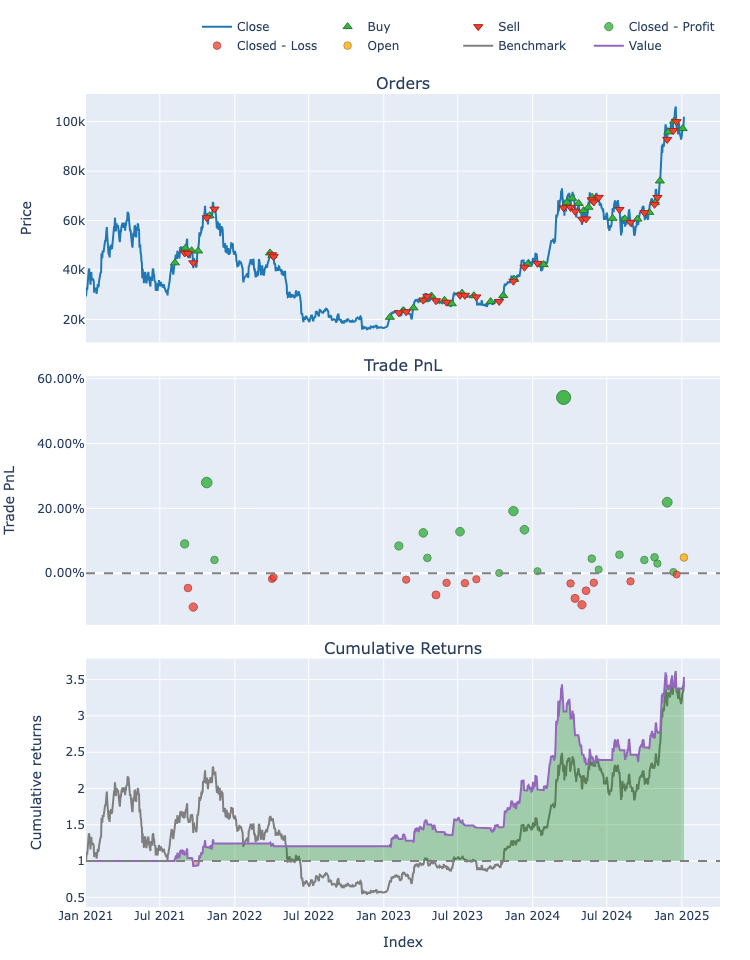 Close Buy Sell Closed - Profit
Closed - Loss Open Benchmark Value
Orders
100k
80k
60k
40k
20k
Price
Trade PnL
60.00%
40.00%
20.00%
0.00%
Trade PnL
Cumulative Returns
3.5
3
2.5
2
1.5
1
0.5
Cumulative returns
Jan 2021 Jul 2021 Jan 2022 Jul 2022 Jan 2023 Jul 2023 Jan 2024 Jul 2024 Jan 2025
Index